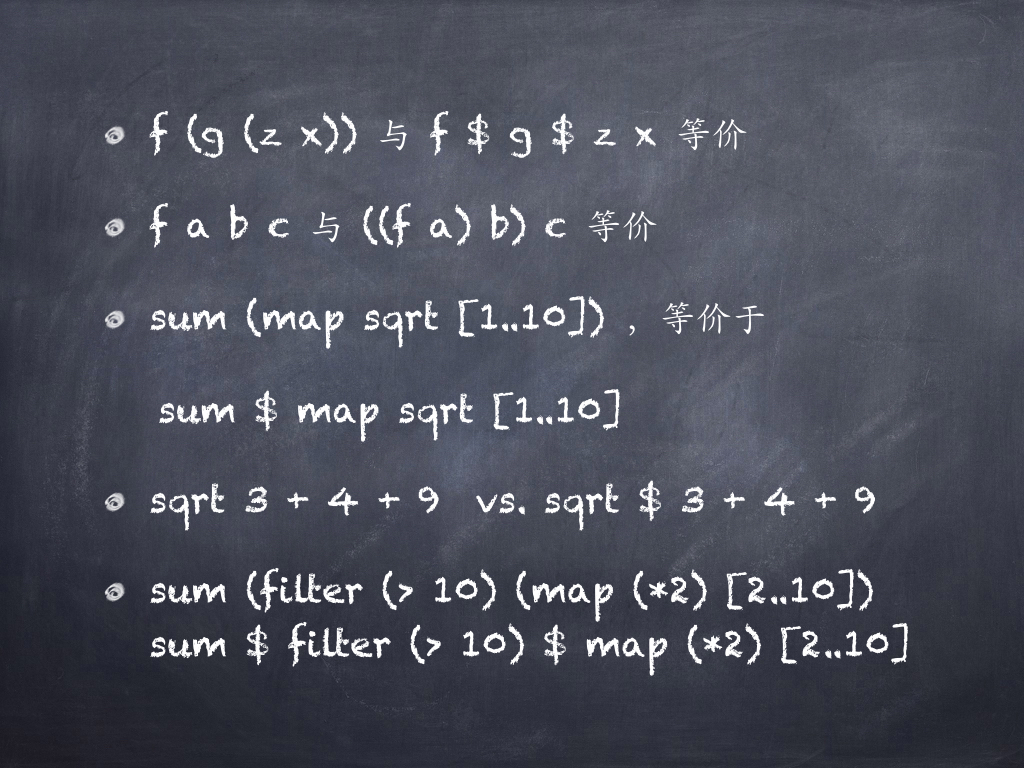 f (g (z x)) 与 f $ g $ z x 等价
f a b c 与 ((f a) b) c 等价
sum (map sqrt [1..10]) ，等价于
sum $ map sqrt [1..10]
sqrt 3 + 4 + 9 vs. sqrt $ 3 + 4 + 9
sum (filter (> 10) (map (*2) [2..10])
sum $ filter (> 10) $ map (*2) [2..10]